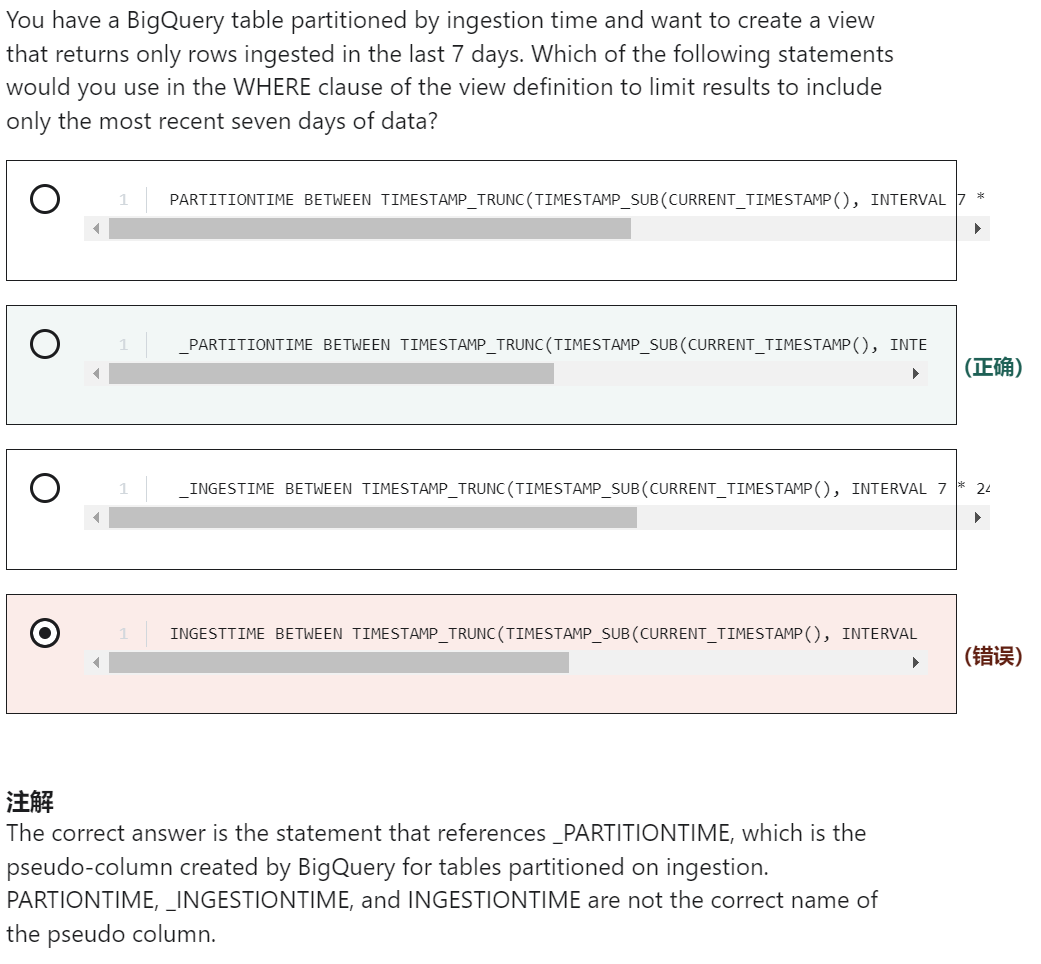 You have a BigQuery table partitioned by ingestion time and want to create a view
that returns only rows ingested in the last 7 days. Which of the following statements
would you use in the WHERE clause of the view definition to limit results to include
only the most recent seven days of data?
1 PARTITIONTIME BETWEEN TIMESTAMP_TRUNC(TIMESTAMP_SUB(CURRENT_TIMESTAMP(), INTERVAL 7 *
1 _PARTITIONTIME BETWEEN TIMESTAMP_TRUNC(TIMESTAMP_SUB(CURRENT_TIMESTAMP(), INTE
(正确)
1 _INGESTIME BETWEEN TIMESTAMP_TRUNC(TIMESTAMP_SUB(CURRENT_TIMESTAMP(), INTERVAL 7 * 24
1 INGESTTIME BETWEEN TIMESTAMP_TRUNC(TIMESTAMP_SUB(CURRENT_TIMESTAMP(), INTERVAL
(错误)
注解
The correct answer is the statement that references _PARTITIONTIME, which is the
pseudo-column created by BigQuery for tables partitioned on ingestion.
PARTIONTIME, _INGESTIONTIME, and INGESTIONTIME are not the correct name of
the pseudo column.